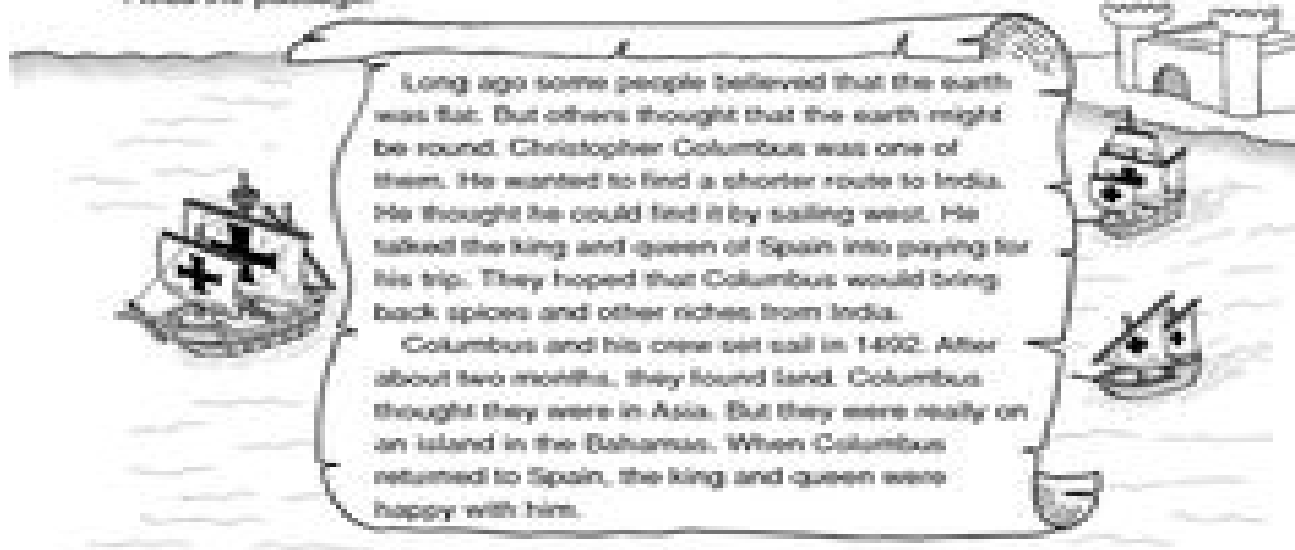 Read the passage.
Long ago some people believed that the earth
was flat. But others thought that the earth might
be round. Christopher Columbus was one of
them. He wanted to find a shorter route to India.
He thought he could find it by sailing west. He
talked the king and queen of Spain into paying for
his trip. They hoped that Columbus would bring
back spices and other riches from India.
Columbus and his crew set sail in 1492. After
about two months, they found land. Columbus
thought they were in Asia. But they were really on
an island in the Bahamas. When Columbus
returned to Spain, the king and queen were
happy with him.